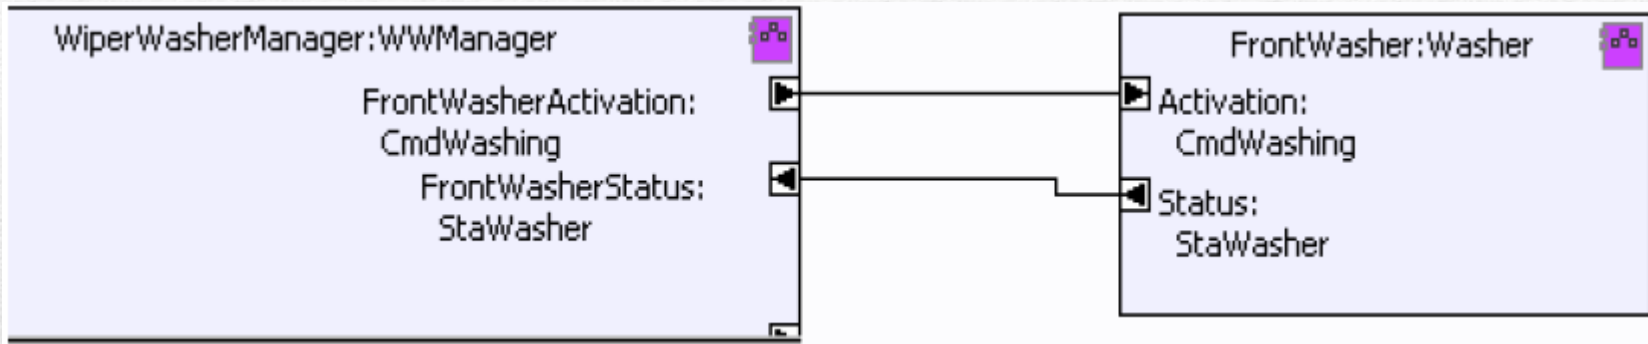 WiperWasherManager:WWManager
FrontWasherActivation:
CmdWashing
FrontWasherStatus:
StaWasher
FrontWasher:Washer
Activation:
CmdWashing
Status:
StaWasher